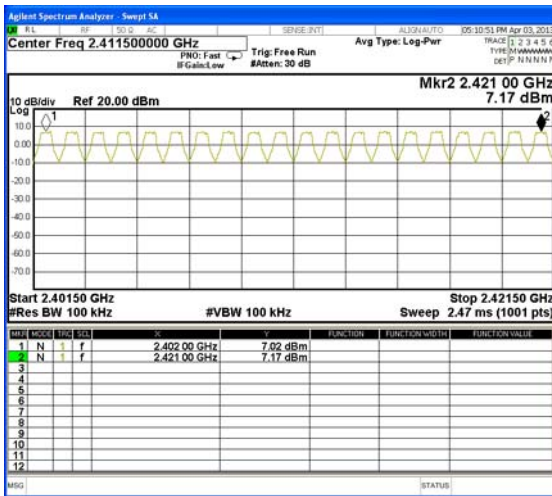 Agilent Spectrum Analyzer - Swept SA
RL RF 50 Ω AC SENSE:INT ALIGN AUTO 05:10:51 PM Apr 03, 2013
Center Freq 2.411500000 GHz
PNO: Fast
IFGain:Low
Trig: Free Run
#Atten: 30 dB
Avg Type: Log-Pwr
TRACE 1 2 3 4 5 6
TYPE M
DET P N N N N N
Mkr2 2.421 00 GHz
7.17 dBm
10 dB/div Ref 20.00 dBm
Log
1
2
10.0
0.00
-10.0
-20.0
-30.0
-40.0
-50.0
-60.0
-70.0
Start 2.40150 GHz Stop 2.42150 GHz
#Res BW 100 kHz #VBW 100 kHz Sweep 2.47 ms (1001 pts)
MKR MODE TRC SCL X Y FUNCTION FUNCTION WIDTH FUNCTION VALUE
1 N 1 f 2.402 00 GHz 7.02 dBm
2 N 1 f 2.421 00 GHz 7.17 dBm
3
4
5
6
7
8
9
10
11
12
MSG STATUS